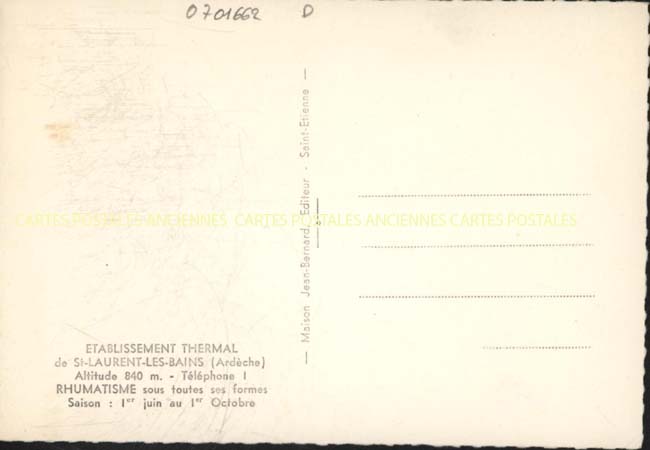 0701662 D
CARTES POSTALES ANCIENNES CARTES POSTALES ANCIENNES CARTES POSTALES
ETABLISSEMENT THERMAL
de St-LAURENT-LES-BAINS (Ardèche)
Altitude 840 m. - Téléphone 1
RHUMATISME sous toutes ses formes
Saison : 1er juin au 1er Octobre
— Maison Jean-Bernard, Editeur - Saint-Etienne —